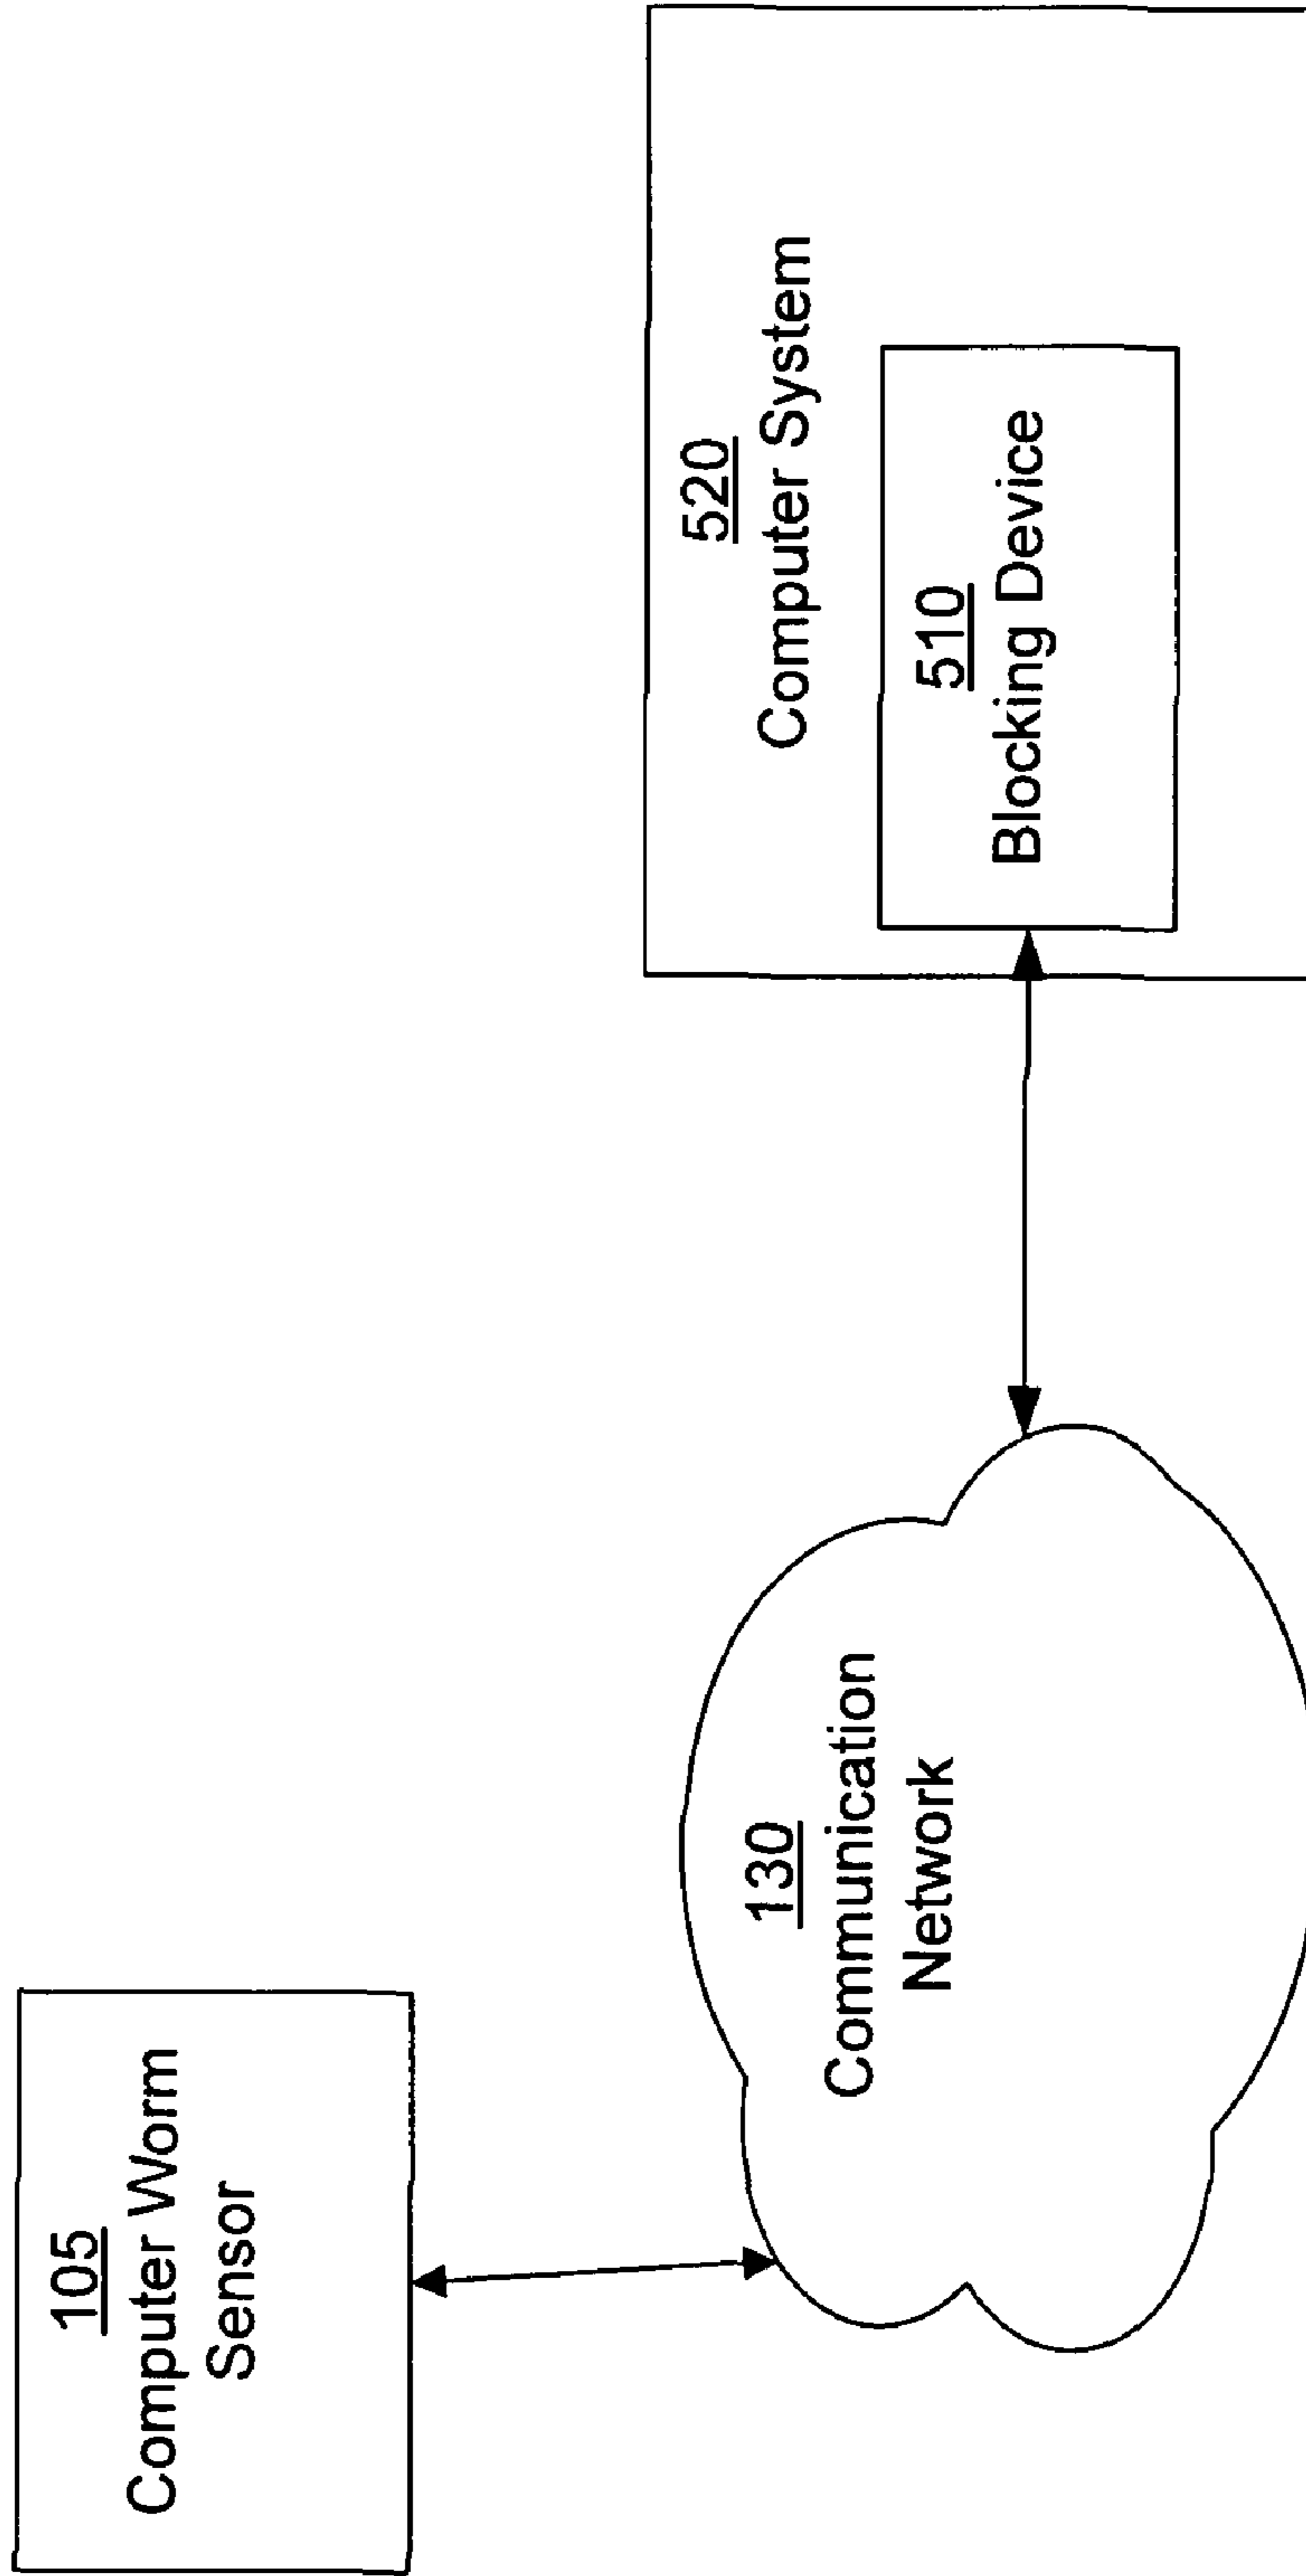 105
Computer Worm
Sensor
130
Communication
Network
520
Computer System
510
Blocking Device